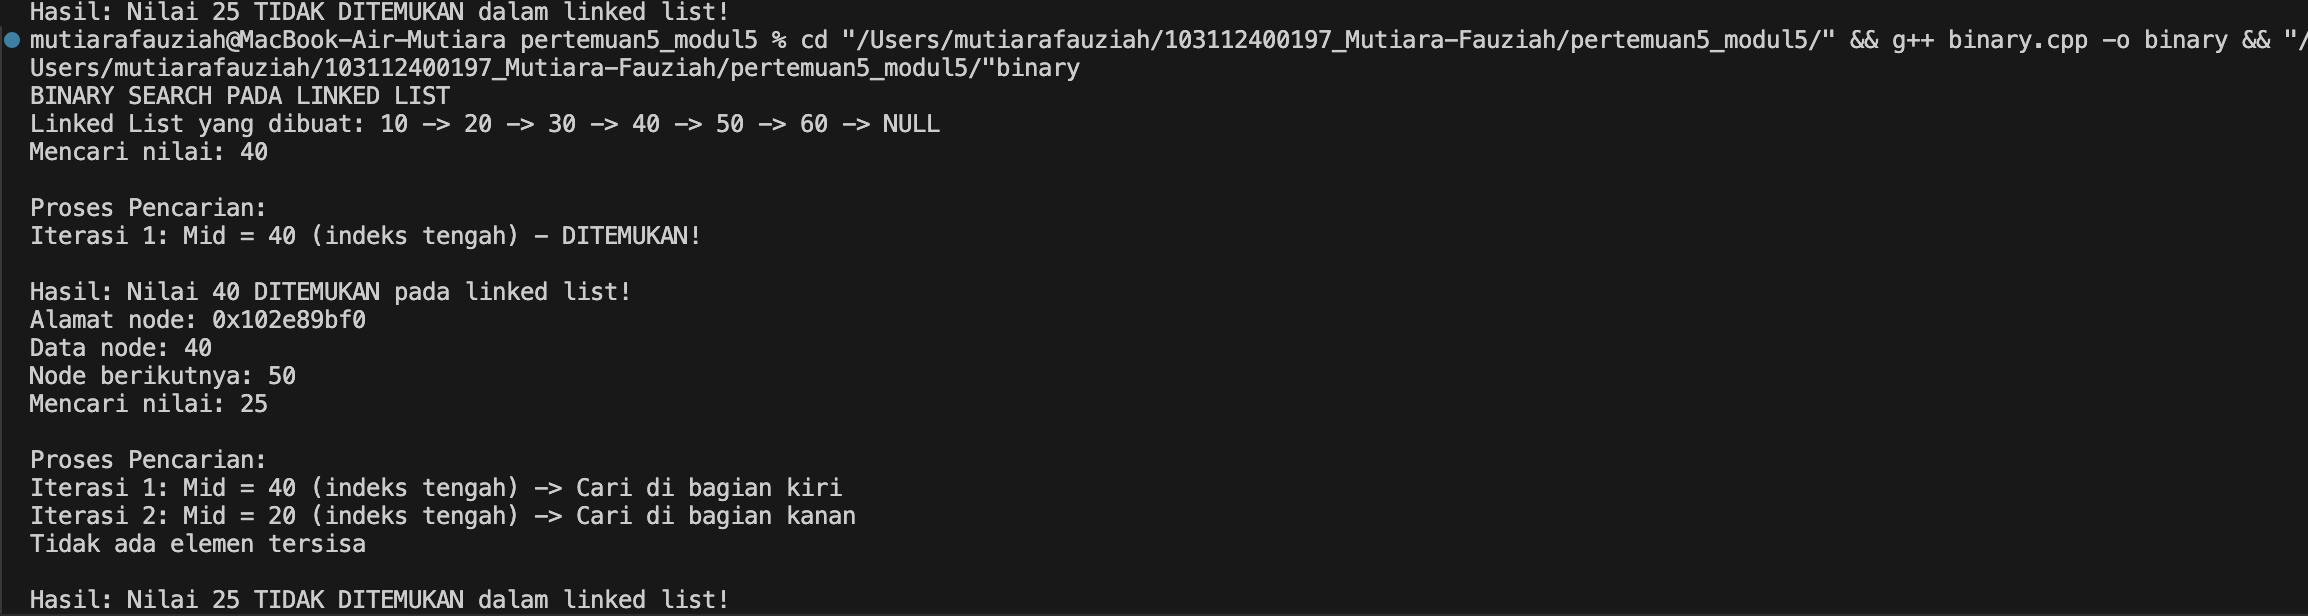 Hasil: Nilai 25 TIDAK DITEMUKAN dalam linked list!
mutiarafauziah@MacBook-Air-Mutiara pertemuan5_modul5 % cd "/Users/mutiarafauziah/103112400197_Mutiara-Fauziah/pertemuan5_modul5/" && g++ binary.cpp -o binary && "/
Users/mutiarafauziah/103112400197_Mutiara-Fauziah/pertemuan5_modul5/"binary
BINARY SEARCH PADA LINKED LIST
Linked List yang dibuat: 10 -> 20 -> 30 -> 40 -> 50 -> 60 -> NULL
Mencari nilai: 40

Proses Pencarian:
Iterasi 1: Mid = 40 (indeks tengah) - DITEMUKAN!

Hasil: Nilai 40 DITEMUKAN pada linked list!
Alamat node: 0x102e89bf0
Data node: 40
Node berikutnya: 50
Mencari nilai: 25

Proses Pencarian:
Iterasi 1: Mid = 40 (indeks tengah) -> Cari di bagian kiri
Iterasi 2: Mid = 20 (indeks tengah) -> Cari di bagian kanan
Tidak ada elemen tersisa

Hasil: Nilai 25 TIDAK DITEMUKAN dalam linked list!